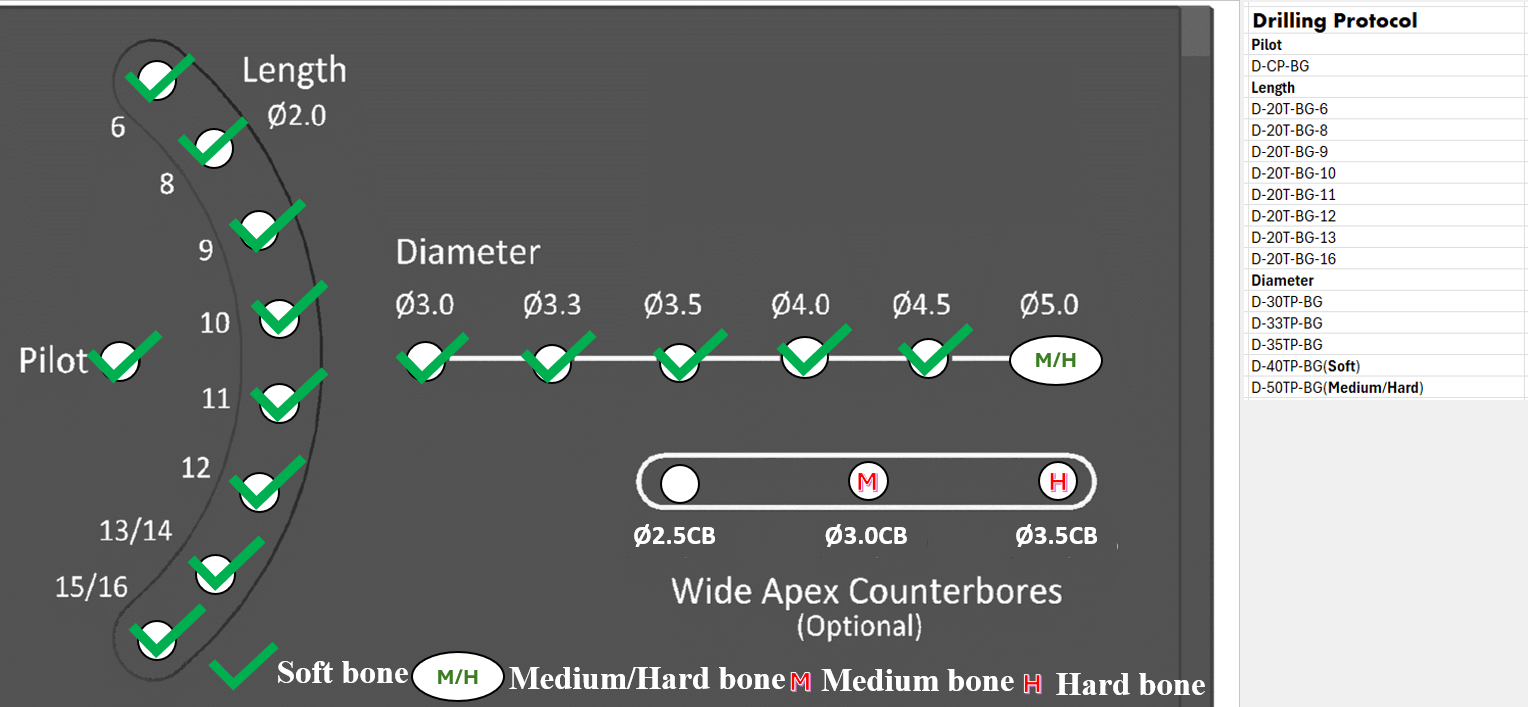 Length
Ø2.0
6
8
9
10
Pilot
11
12
13/14
15/16
Diameter
Ø3.0 Ø3.3 Ø3.5 Ø4.0 Ø4.5 Ø5.0
M/H
M H
Ø2.5CB Ø3.0CB Ø3.5CB
Wide Apex Counterbores
(Optional)
Soft bone M/H Medium/Hard bone M Medium bone H Hard bone
Drilling Protocol
Pilot
D-CP-BG
Length
D-20T-BG-6
D-20T-BG-8
D-20T-BG-9
D-20T-BG-10
D-20T-BG-11
D-20T-BG-12
D-20T-BG-13
D-20T-BG-16
Diameter
D-30TP-BG
D-33TP-BG
D-35TP-BG
D-40TP-BG(Soft)
D-50TP-BG(Medium/Hard)